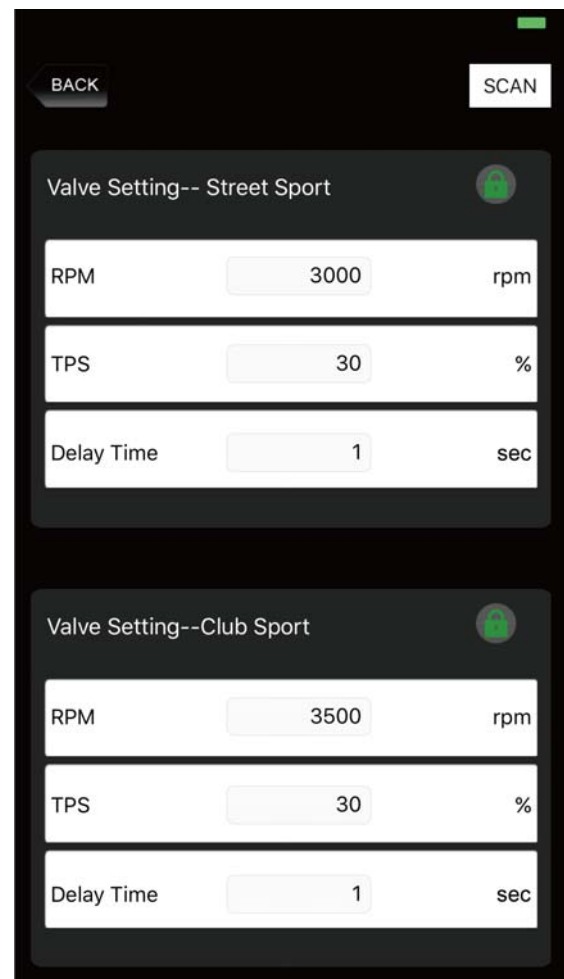 BACK SCAN
Valve Setting-- Street Sport
RPM 3000 rpm
TPS 30 %
Delay Time 1 sec
Valve Setting--Club Sport
RPM 3500 rpm
TPS 30 %
Delay Time 1 sec